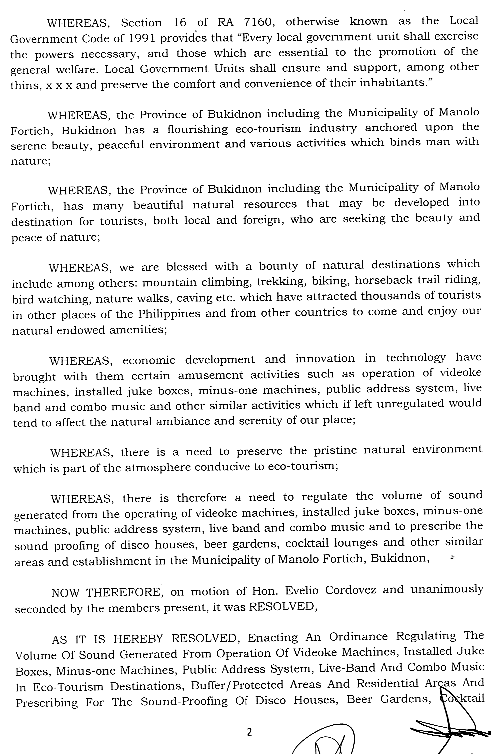 WHEREAS, Section 16 of RA 7160, otherwise known as the Local
Government Code of 1991 provides that “Every local government unit shall exercise
the powers necessary, and those which are essential to the promotion of the
general welfare. Local Government Units shall ensure and support, among other
thins, x x x and preserve the comfort and convenience of their inhabitants.”
WHEREAS, the Province of Bukidnon including the Municipality of Manolo
Fortich, Bukidnon has a flourishing eco-tourism industry anchored upon the
serene beauty, peaceful environment and various activities which binds man with
nature;
WHEREAS, the Province of Bukidnon including the Municipality of Manolo
Fortich, has many beautiful natural resources that may be developed into
destination for tourists, both local and foreign, who are seeking the beauty and
peace of nature;
WHEREAS, we are blessed with a bounty of natural destinations which
include among others: mountain climbing, trekking, biking, horseback trail riding,
bird watching, nature walks, caving etc. which have attracted thousands of tourists
in other places of the Philippines and from other countries to come and enjoy our
natural endowed amenities;
WHEREAS, economic development and innovation in technology have
brought with them certain amusement activities such as operation of videoke
machines, installed juke boxes, minus-one machines, public address system, live
band and combo music and other similar activities which if left unregulated would
tend to affect the natural ambiance and serenity of our place;
WHEREAS, there is a need to preserve the pristine natural environment
which is part of the atmosphere conducive to eco-tourism;
WHEREAS, there is therefore a need to regulate the volume of sound
generated from the operating of videoke machines, installed juke boxes, minus-one
machines, public address system, live band and combo music and to prescribe the
sound proofing of disco houses, beer gardens, cocktail lounges and other similar
areas and establishment in the Municipality of Manolo Fortich, Bukidnon,
NOW THEREFORE, on motion of Hon. Evelio Cordovez and unanimously
seconded by the members present, it was RESOLVED,
AS IT IS HEREBY RESOLVED, Enacting An Ordinance Regulating The
Volume Of Sound Generated From Operation Of Videoke Machines, Installed Juke
Boxes, Minus-one Machines, Public Address System, Live-Band And Combo Music
In Eco-Tourism Destinations, Buffer/Protected Areas And Residential Areas And
Prescribing For The Sound-Proofing Of Disco Houses, Beer Gardens, Cocktail
2